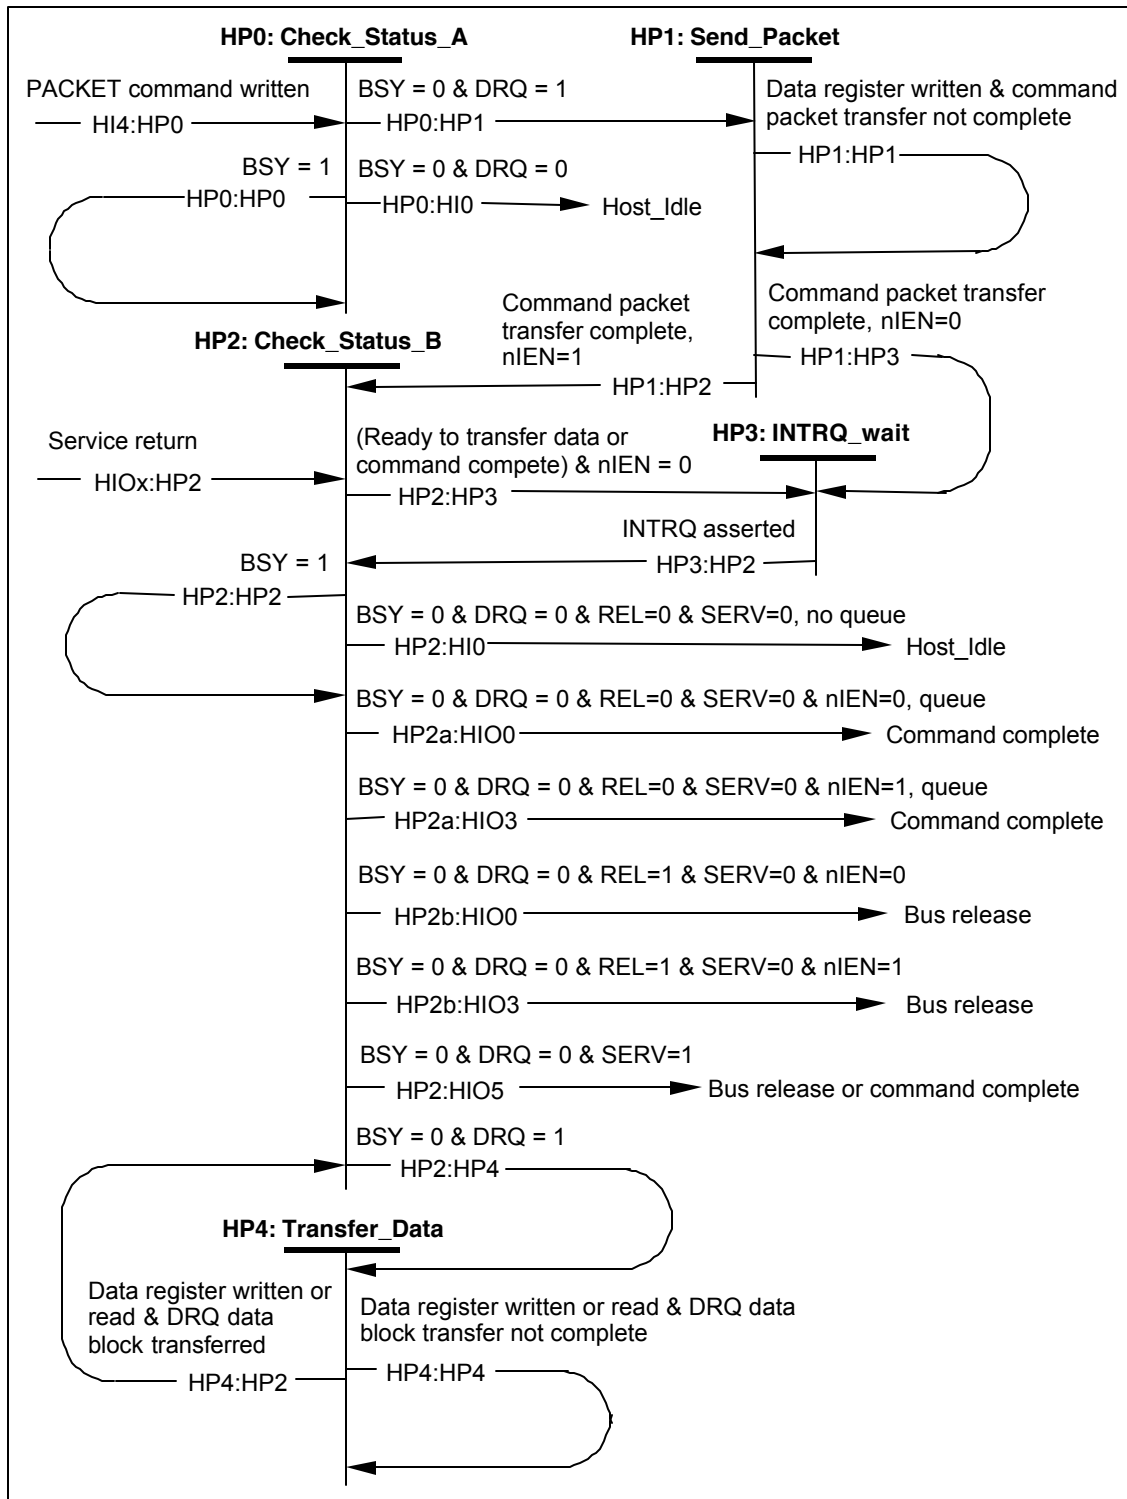 HP0: Check_Status_A
HP1: Send_Packet
PACKET command written
HI4:HP0
BSY = 0 & DRQ = 1
HP0:HP1
Data register written & command
packet transfer not complete
HP1:HP1
BSY = 1
HP0:HP0
BSY = 0 & DRQ = 0
HP0:HI0
Host_Idle
Command packet
transfer complete,
nIEN=1
HP1:HP2
Command packet transfer
complete, nIEN=0
HP1:HP3
HP2: Check_Status_B
HP3: INTRQ_wait
Service return
HIOx:HP2
(Ready to transfer data or
command compete) & nIEN = 0
HP2:HP3
INTRQ asserted
HP3:HP2
BSY = 1
HP2:HP2
BSY = 0 & DRQ = 0 & REL=0 & SERV=0, no queue
HP2:HI0
Host_Idle
BSY = 0 & DRQ = 0 & REL=0 & SERV=0 & nIEN=0, queue
HP2a:HIO0
Command complete
BSY = 0 & DRQ = 0 & REL=0 & SERV=0 & nIEN=1, queue
HP2a:HIO3
Command complete
BSY = 0 & DRQ = 0 & REL=1 & SERV=0 & nIEN=0
HP2b:HIO0
Bus release
BSY = 0 & DRQ = 0 & REL=1 & SERV=0 & nIEN=1
HP2b:HIO3
Bus release
BSY = 0 & DRQ = 0 & SERV=1
HP2:HIO5
Bus release or command complete
BSY = 0 & DRQ = 1
HP2:HP4
HP4: Transfer_Data
Data register written or
read & DRQ data
block transferred
HP4:HP2
Data register written or read & DRQ data
block transfer not complete
HP4:HP4